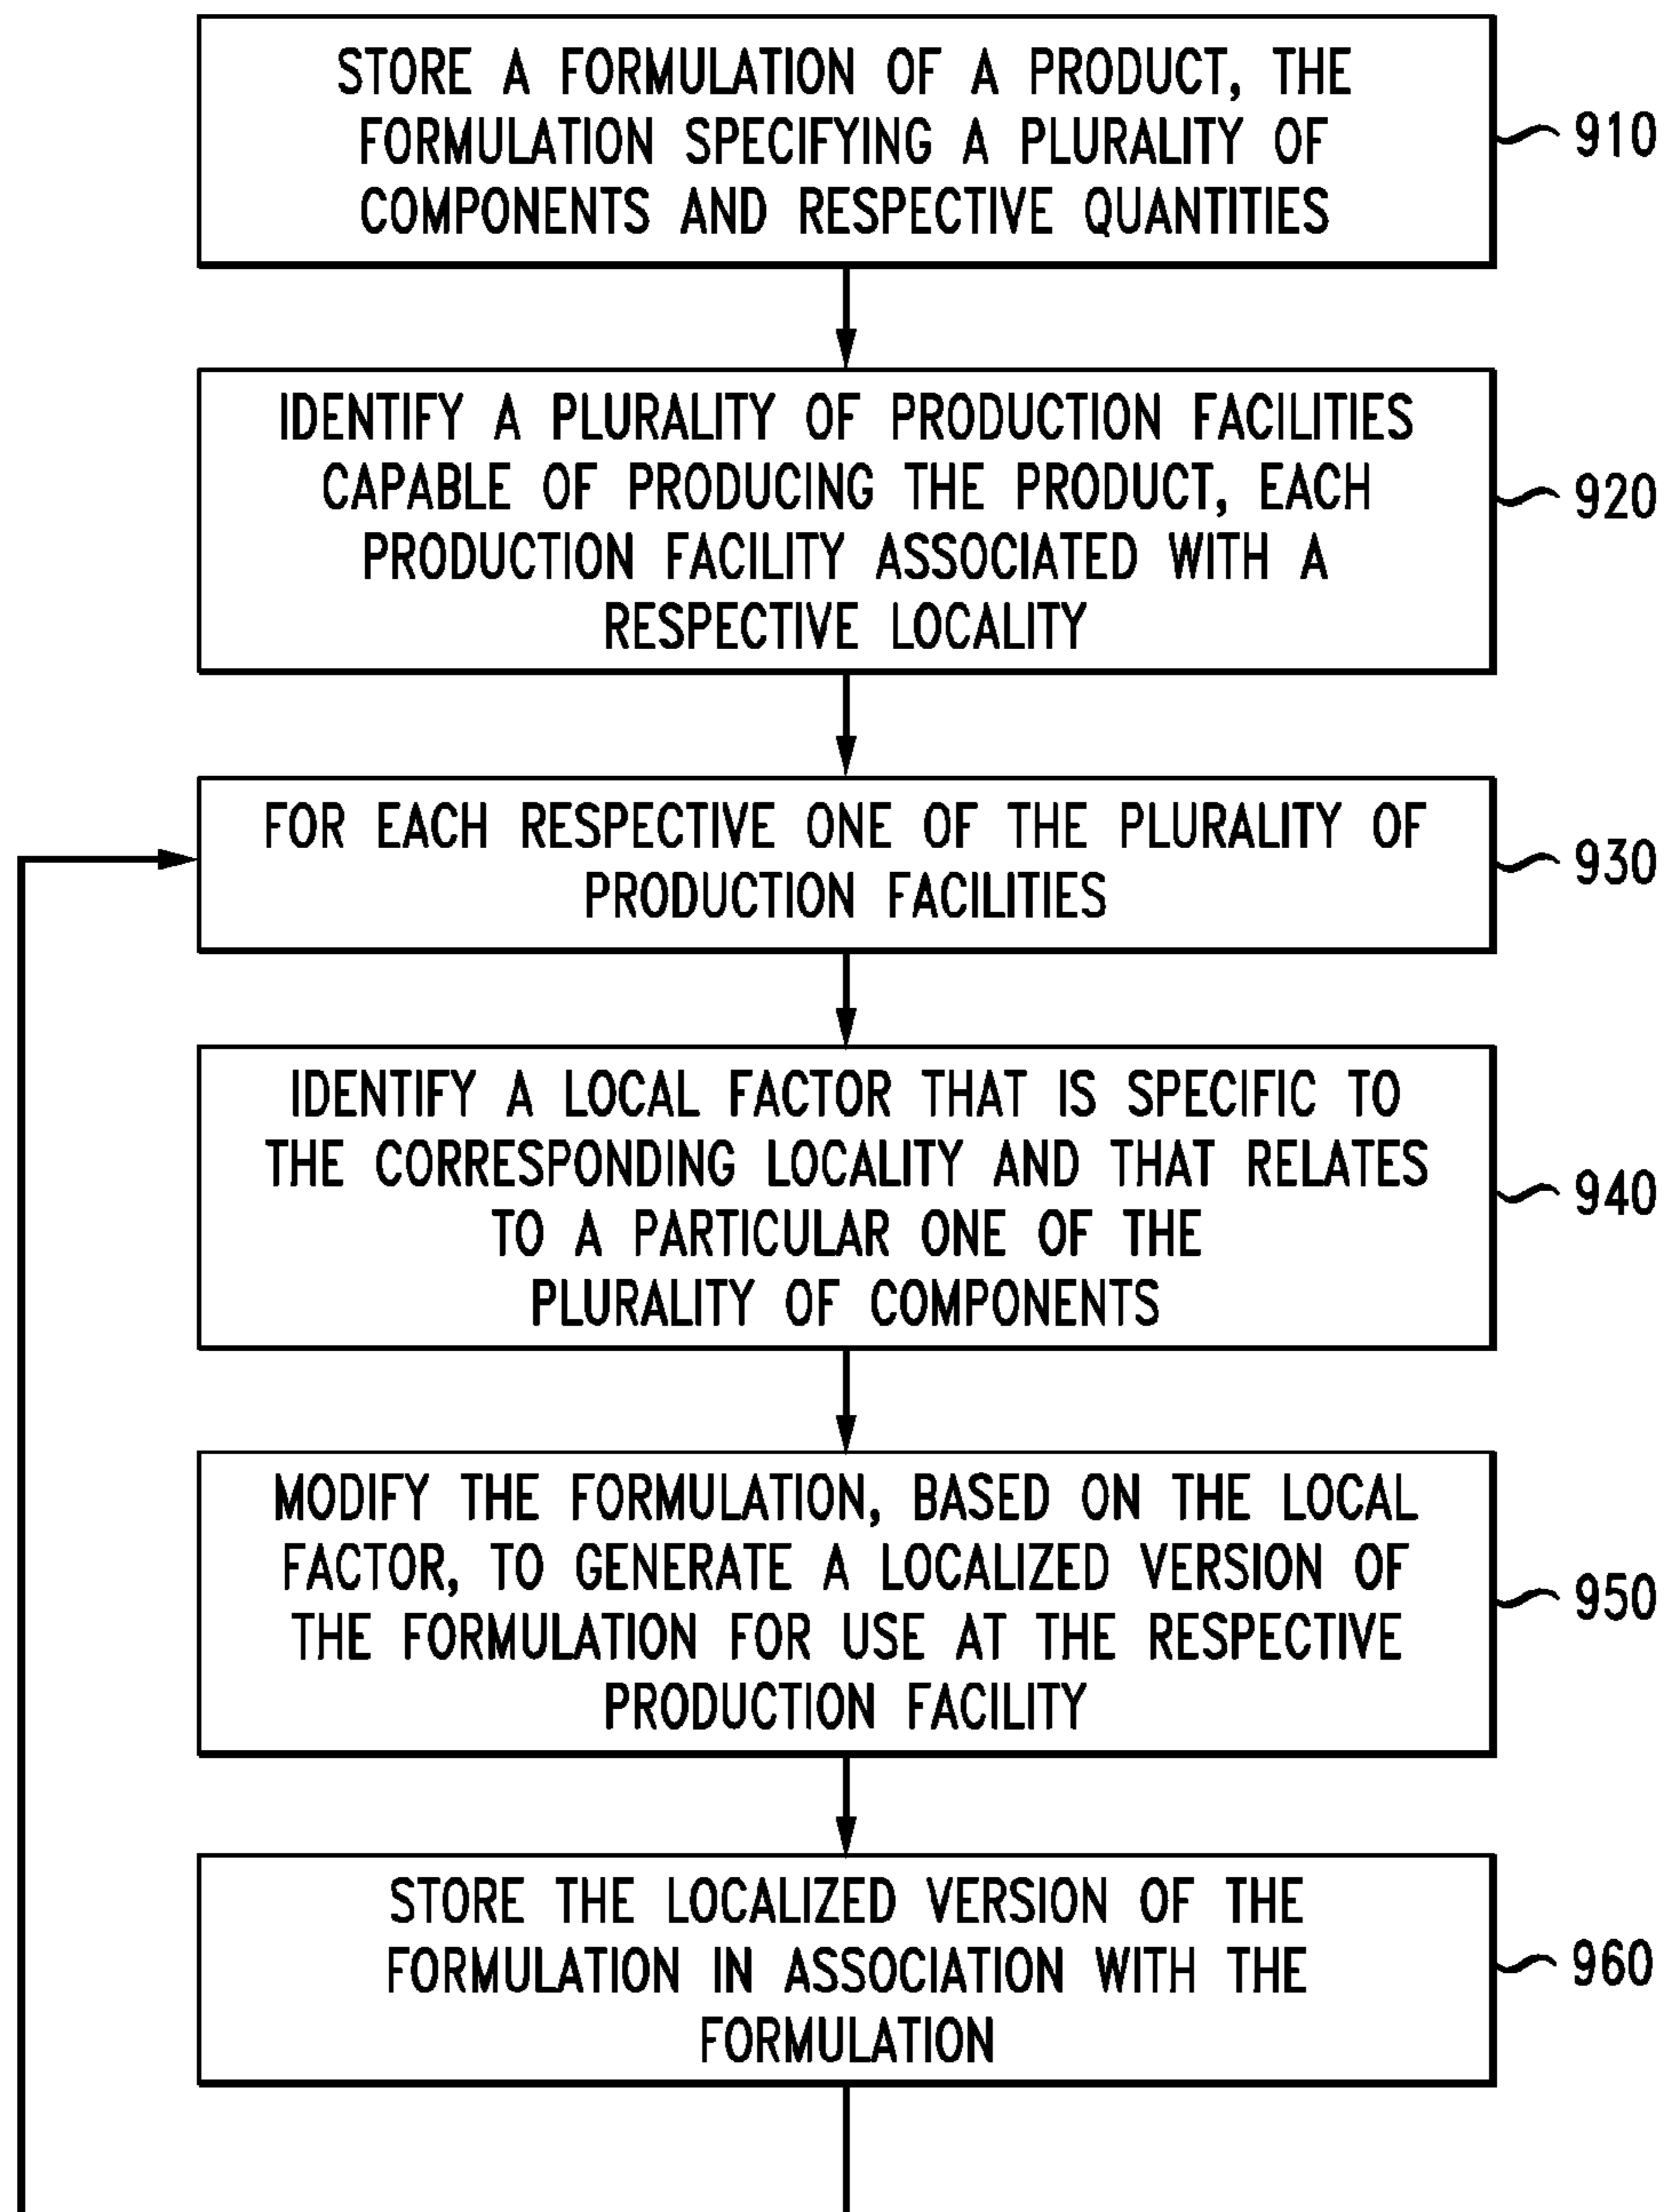 STORE A FORMULATION OF A PRODUCT, THE
FORMULATION SPECIFYING A PLURALITY OF
COMPONENTS AND RESPECTIVE QUANTITIES
910
IDENTIFY A PLURALITY OF PRODUCTION FACILITIES
CAPABLE OF PRODUCING THE PRODUCT, EACH
PRODUCTION FACILITY ASSOCIATED WITH A
RESPECTIVE LOCALITY
920
FOR EACH RESPECTIVE ONE OF THE PLURALITY OF
PRODUCTION FACILITIES
930
IDENTIFY A LOCAL FACTOR THAT IS SPECIFIC TO
THE CORRESPONDING LOCALITY AND THAT RELATES
TO A PARTICULAR ONE OF THE
PLURALITY OF COMPONENTS
940
MODIFY THE FORMULATION, BASED ON THE LOCAL
FACTOR, TO GENERATE A LOCALIZED VERSION OF
THE FORMULATION FOR USE AT THE RESPECTIVE
PRODUCTION FACILITY
950
STORE THE LOCALIZED VERSION OF THE
FORMULATION IN ASSOCIATION WITH THE
FORMULATION
960